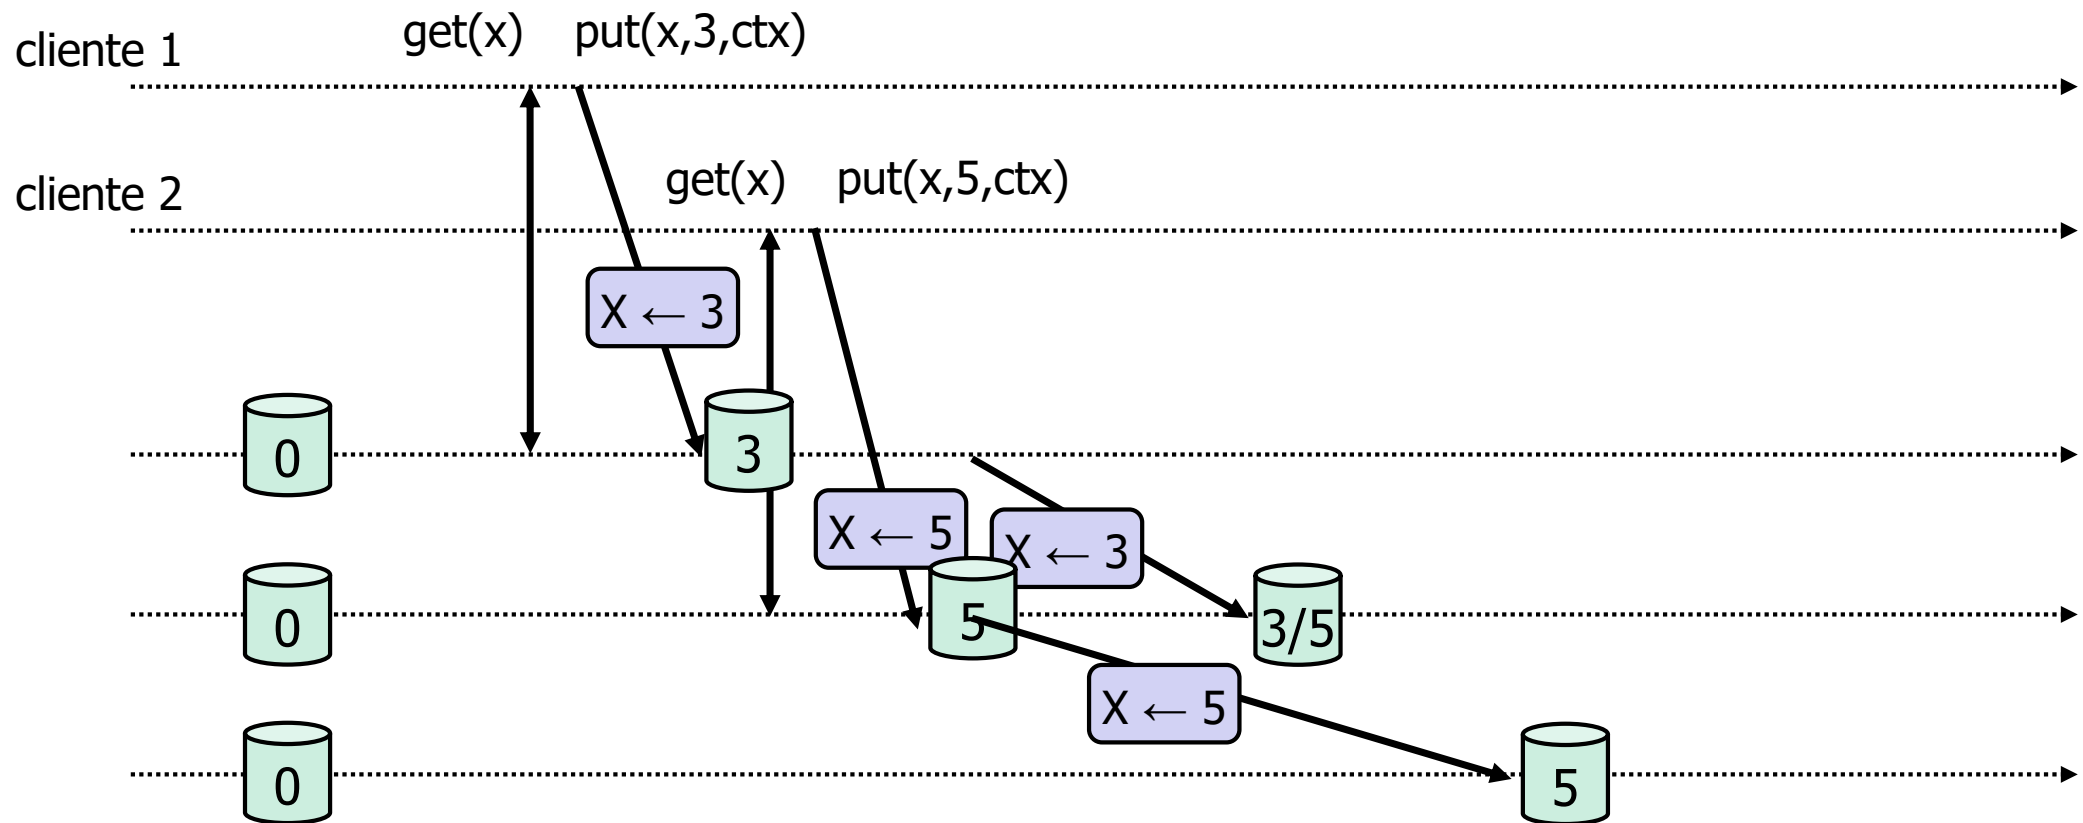 get(x) put(x,3,ctx)
cliente 1
get(x) put(x,5,ctx)
cliente 2
X ← 3
0
3
X ← 5
X ← 3
0
5
3/5
X ← 5
0
5